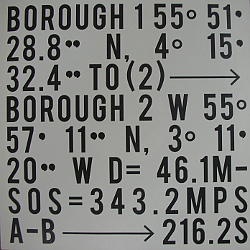 BOROUGH 1 55° 51•
28.8•• N, 4° 15•
32.4•• TO (2)⟶
BOROUGH 2 W 55°
57• 11•• N, 3° 11•
20•• W D= 46.1M-
SOS=343.2MPS
A-B⟶216.2S